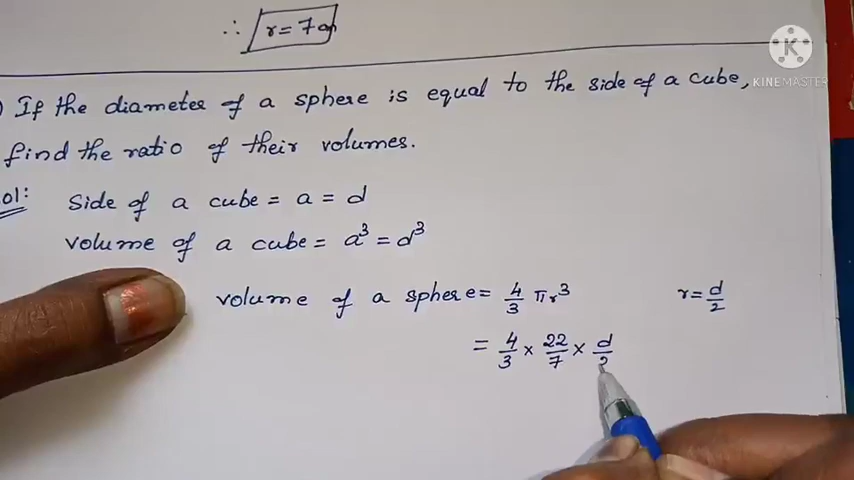 ∴ r = 7cm
K
KINEMASTER
) If the diameter of a sphere is equal to the side of a cube,
find the ratio of their volumes.
ol:
Side of a cube = a = d
volume of a cube = a³ = d³
volume of a sphere = 4/3 πr³ r = d/2
= 4/3 × 22/7 × d/2